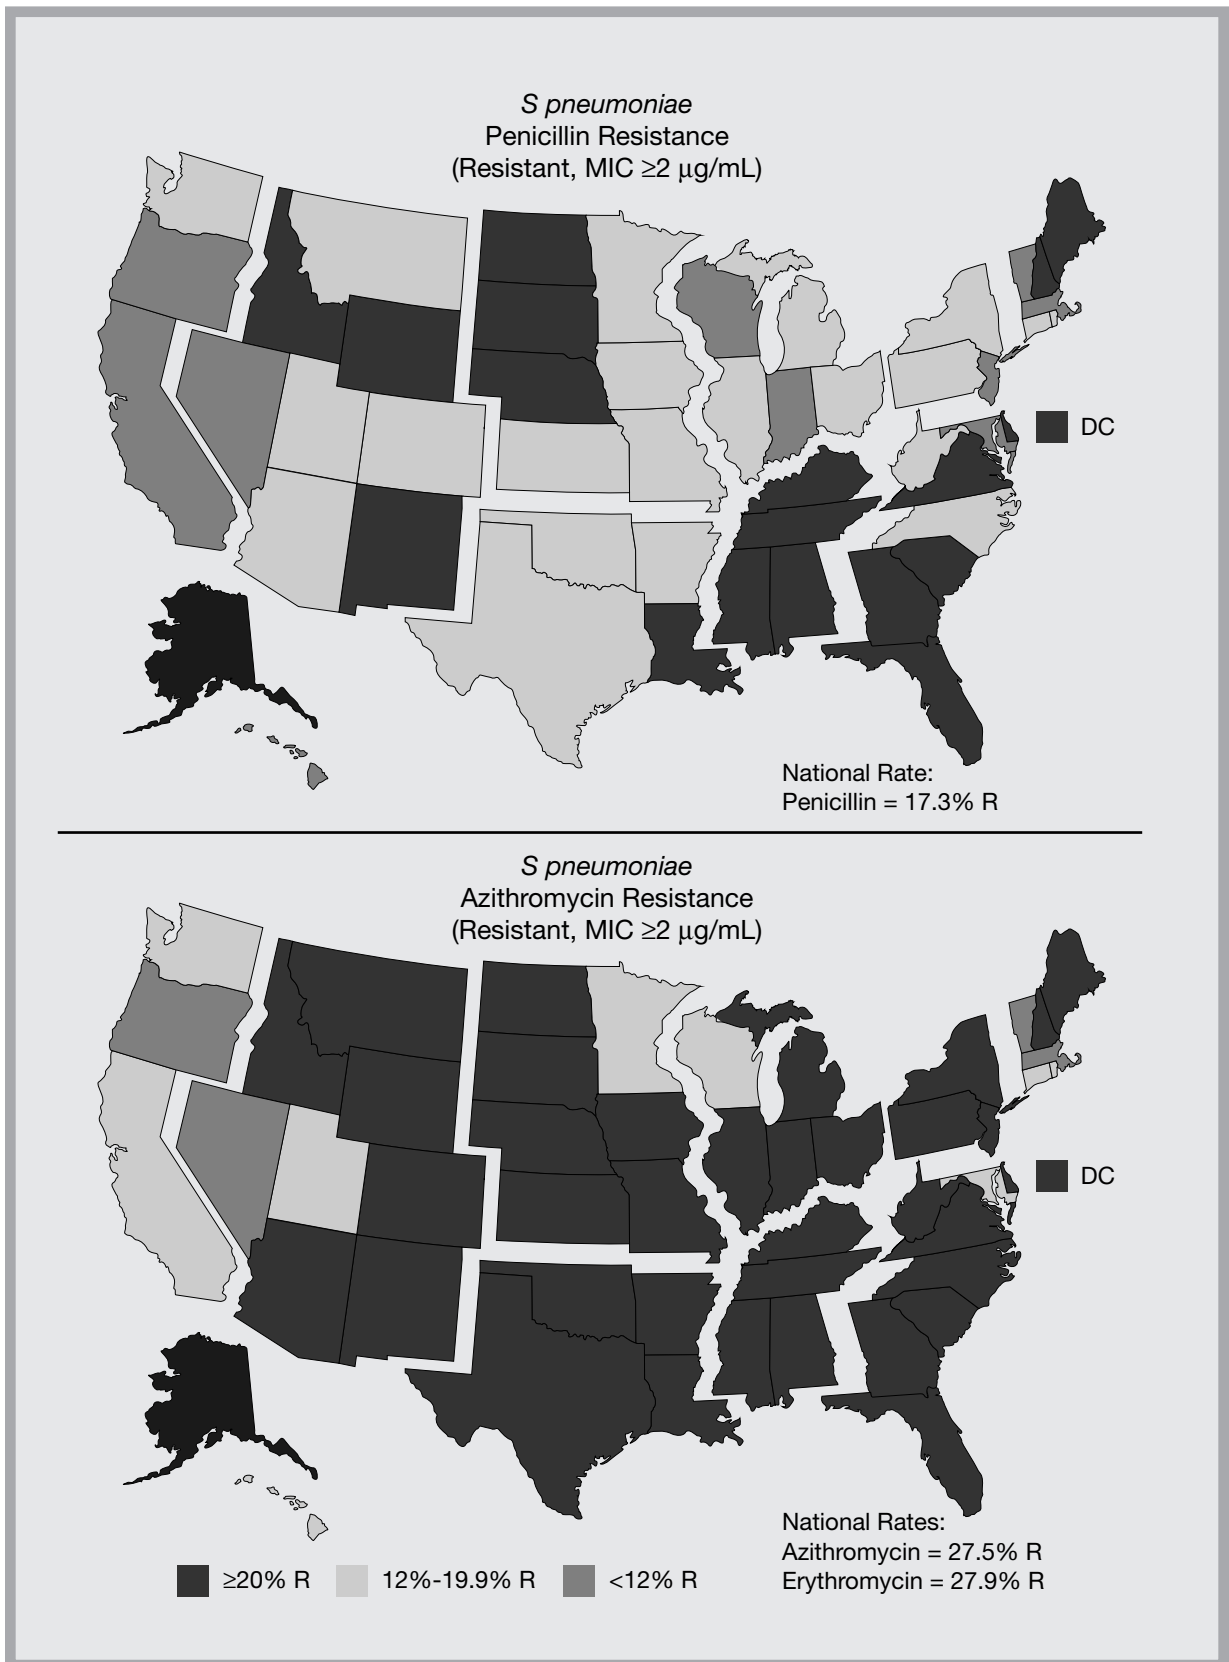 S pneumoniae
Penicillin Resistance
(Resistant, MIC ≥2 μg/mL)
DC
National Rate:
Penicillin = 17.3% R
S pneumoniae
Azithromycin Resistance
(Resistant, MIC ≥2 μg/mL)
DC
National Rates:
Azithromycin = 27.5% R
Erythromycin = 27.9% R
≥20% R 12%-19.9% R <12% R